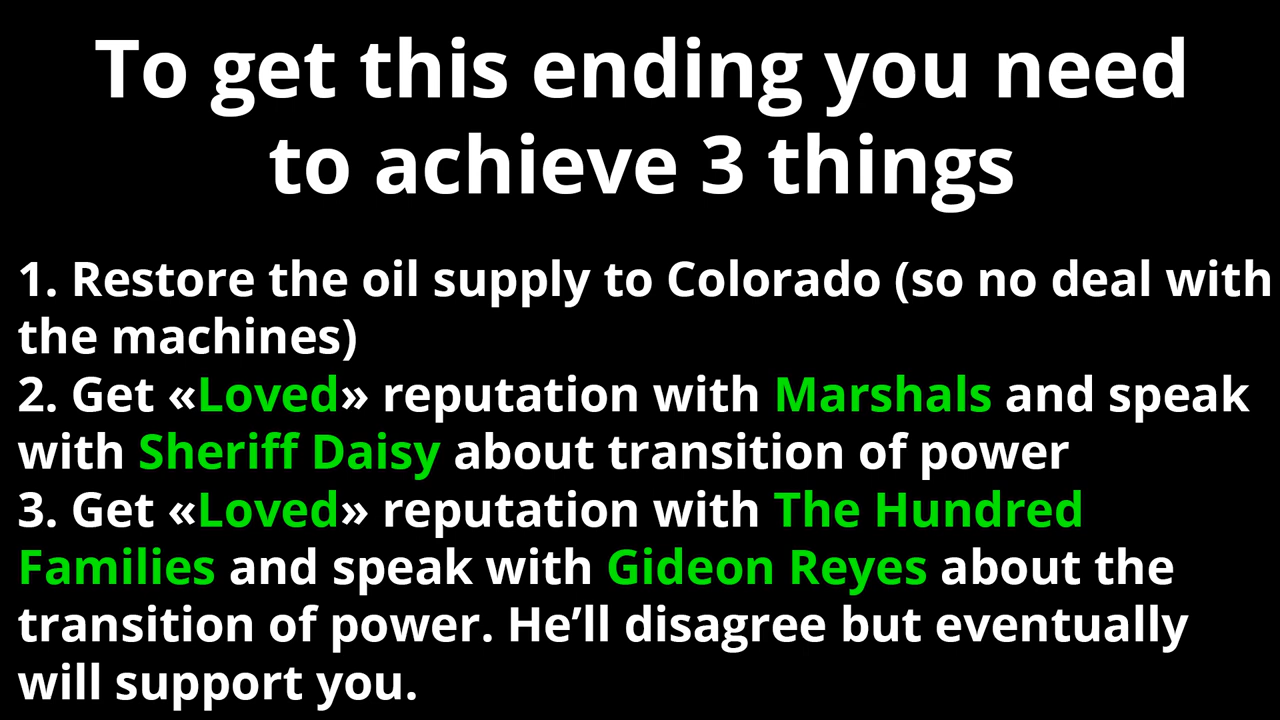 To get this ending you need
to achieve 3 things
1. Restore the oil supply to Colorado (so no deal with
the machines)
2. Get «Loved» reputation with Marshals and speak
with Sheriff Daisy about transition of power
3. Get «Loved» reputation with The Hundred
Families and speak with Gideon Reyes about the
transition of power. He’ll disagree but eventually
will support you.